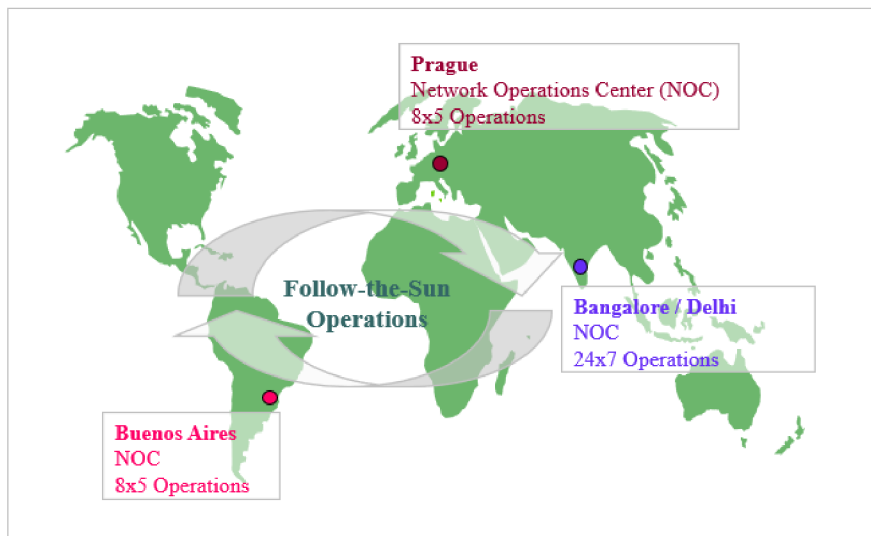 Prague
Network Operations Center (NOC)
8x5 Operations
Follow-the-Sun
Operations
Bangalore / Delhi
NOC
24x7 Operations
Buenos Aires
NOC
8x5 Operations